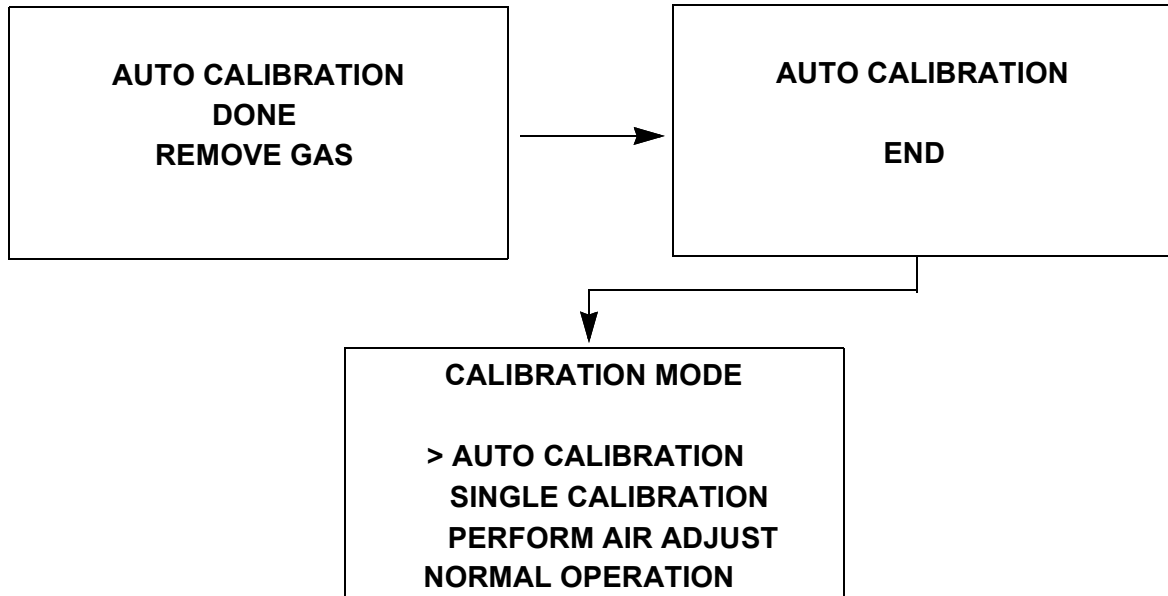 AUTO CALIBRATION
DONE
REMOVE GAS
AUTO CALIBRATION
END
CALIBRATION MODE
> AUTO CALIBRATION
SINGLE CALIBRATION
PERFORM AIR ADJUST
NORMAL OPERATION